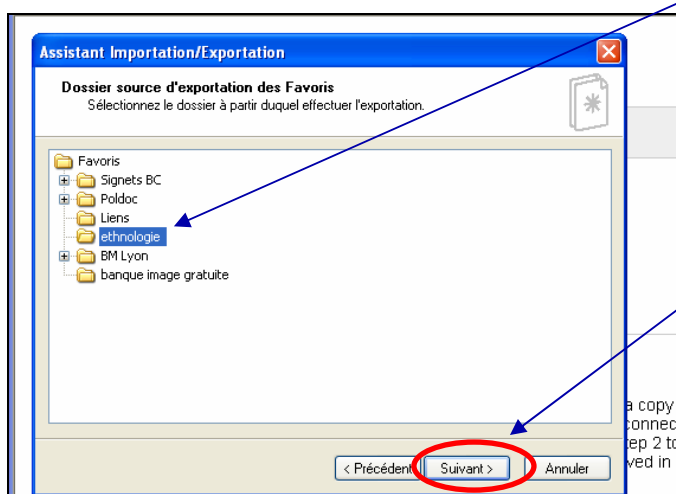 Assistant Importation/Exportation
Dossier source d'exportation des Favoris
Sélectionnez le dossier à partir duquel effectuer l'exportation.
Favoris
Signets BC
Poldoc
Liens
ethnologie
BM Lyon
banque image gratuite
a copy
connec
tep 2 to
ved in
< Précédent
Suivant >
Annuler